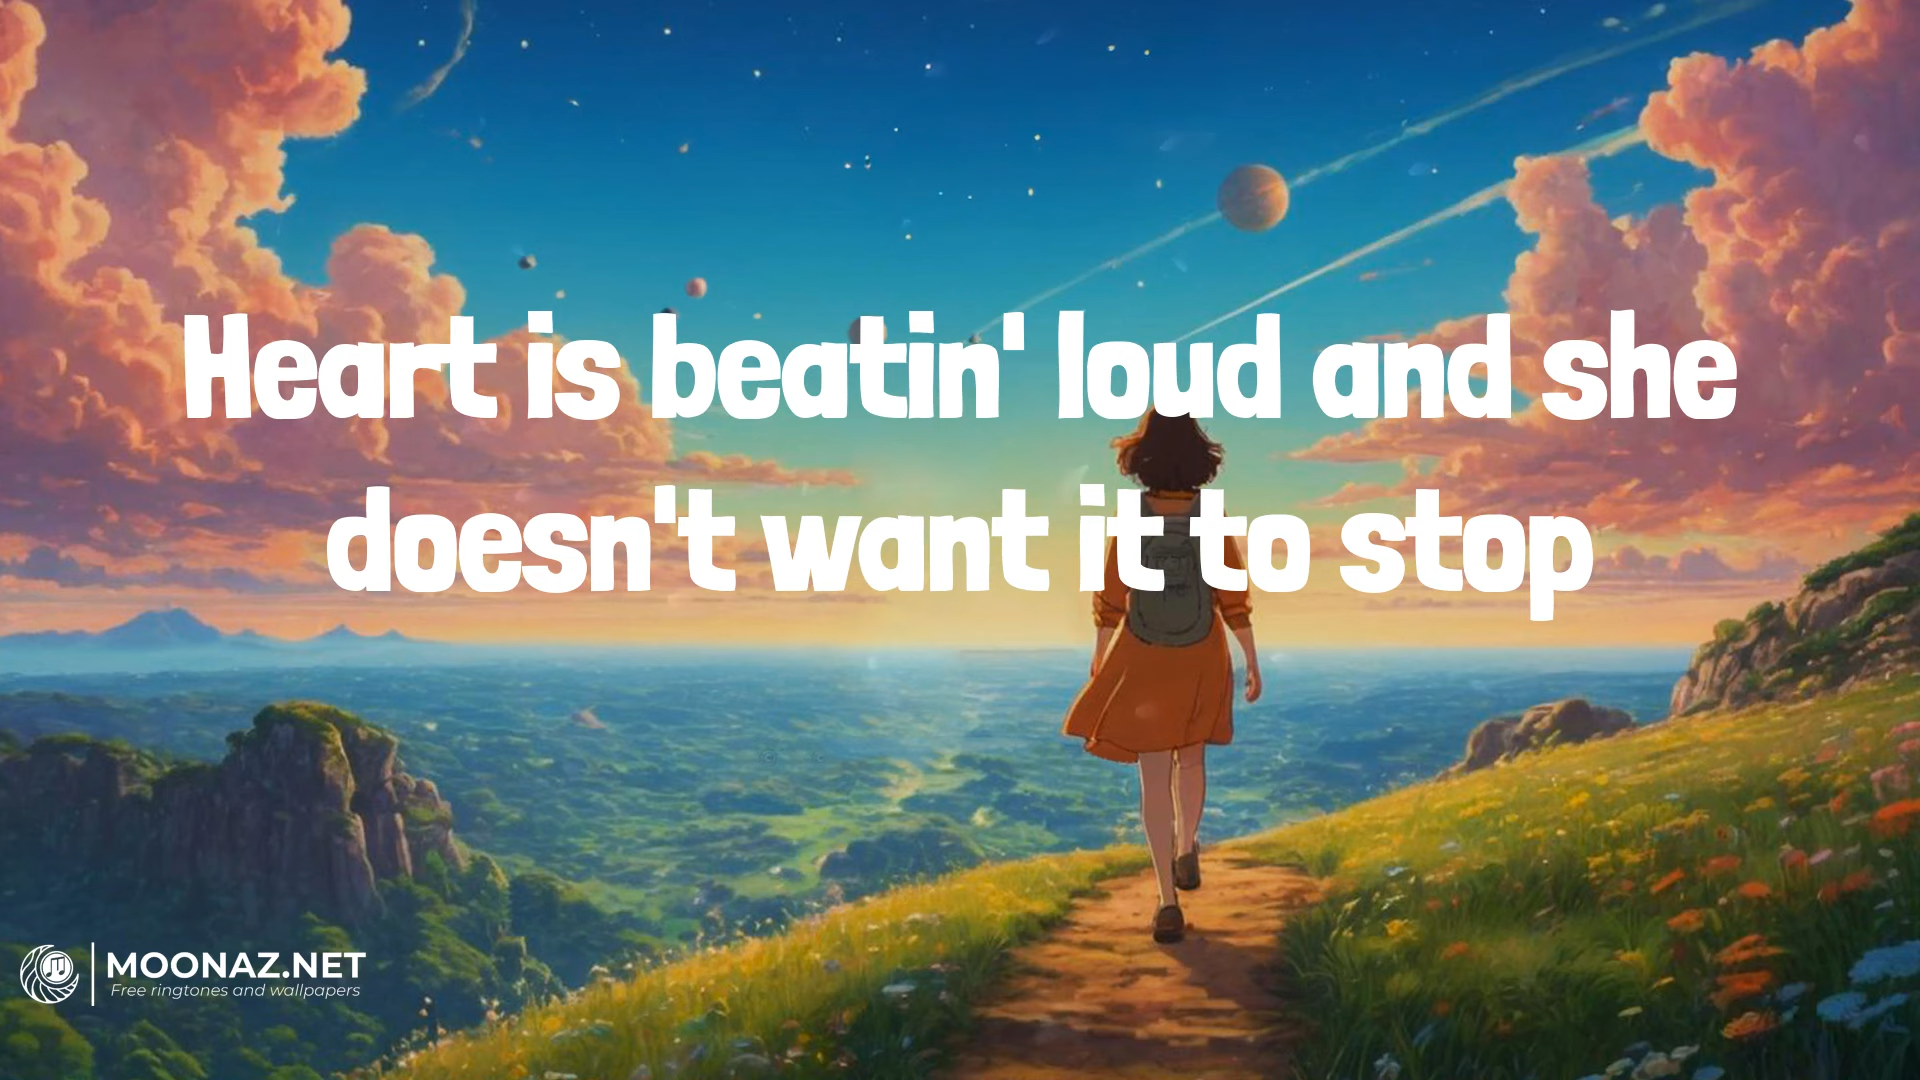 Heart is beatin' loud and she
doesn't want it to stop
MOONAZ.NET
Free ringtones and wallpapers